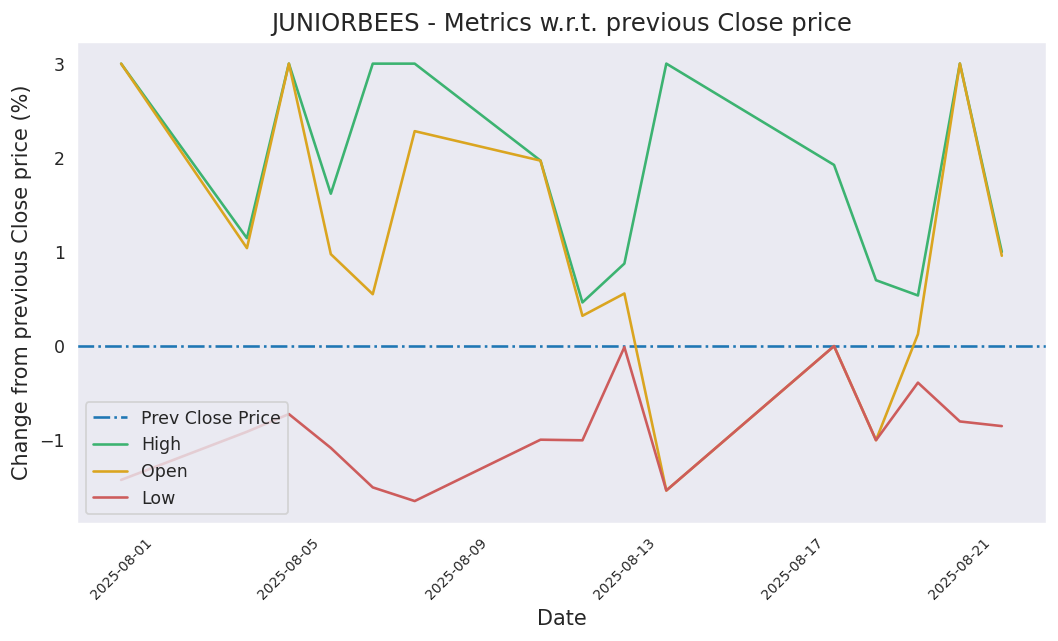 JUNIORBEES - Metrics w.r.t. previous Close price
Change from previous Close price (%)
3
2
1
0
−1
Prev Close Price
High
Open
Low
2025-08-01
2025-08-05
2025-08-09
2025-08-13
2025-08-17
2025-08-21
Date